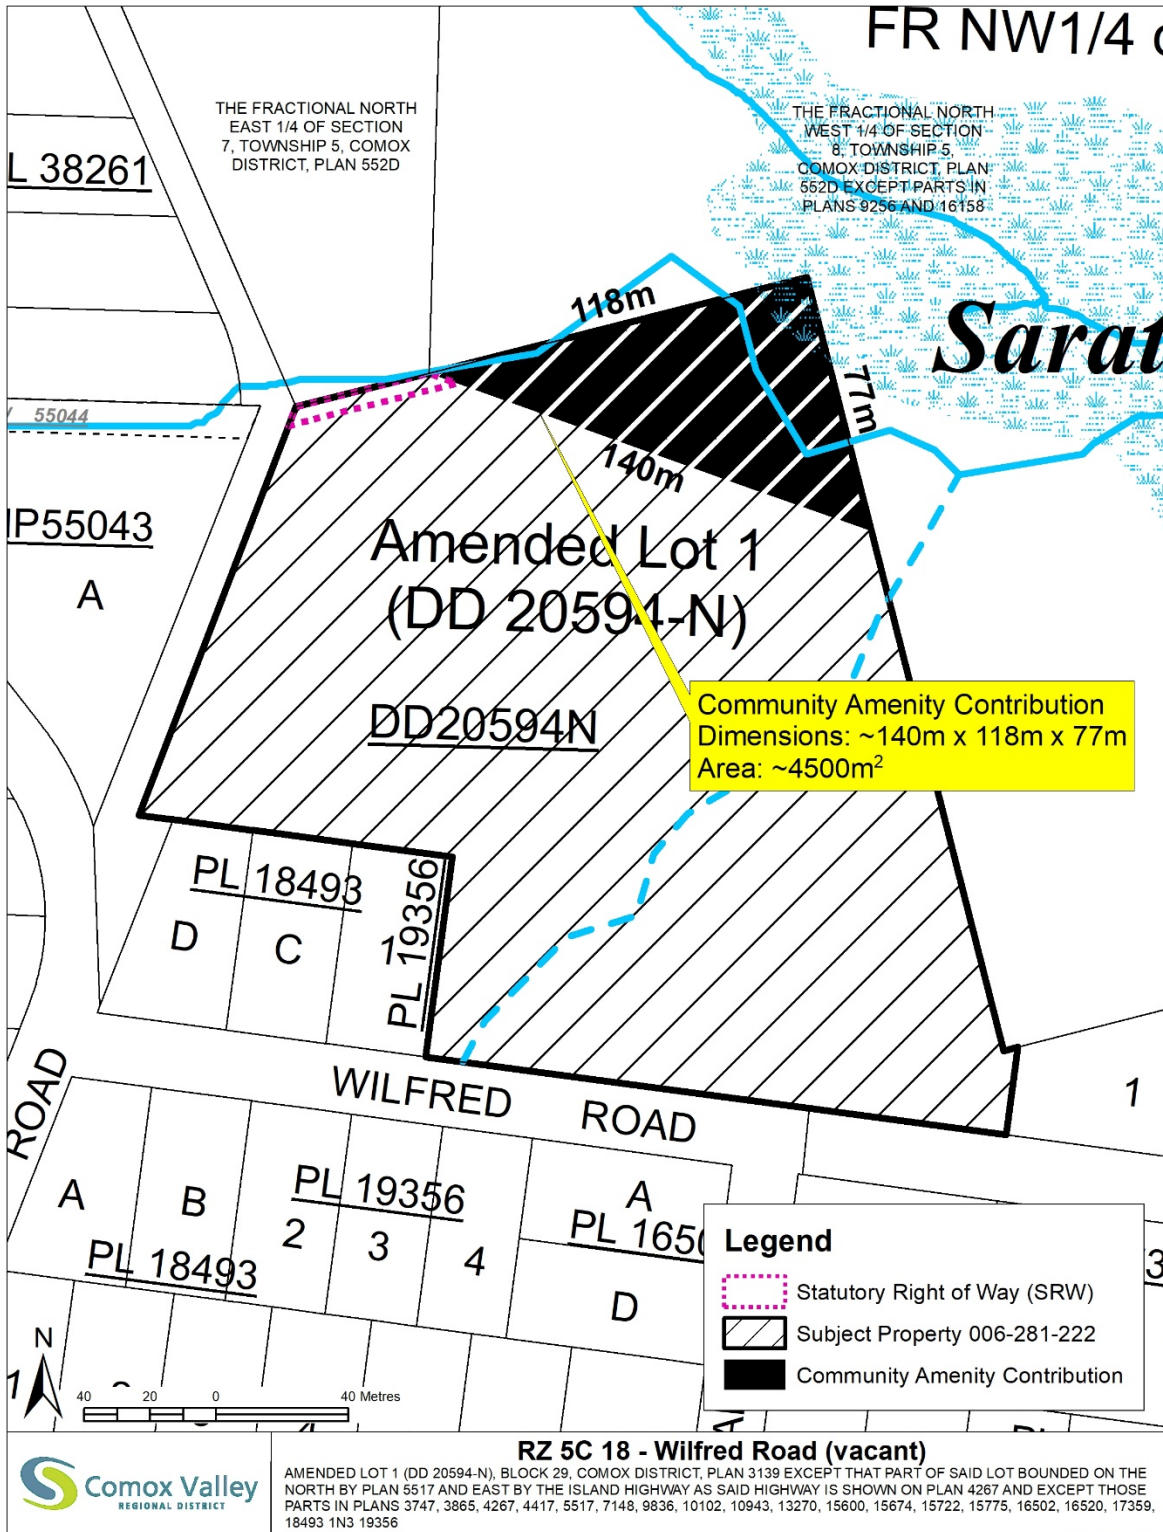 FR NW1/4
THE FRACTIONAL NORTH
EAST 1/4 OF SECTION
7, TOWNSHIP 5, COMOX
DISTRICT, PLAN 552D
THE FRACTIONAL NORTH
WEST 1/4 OF SECTION
8, TOWNSHIP 5,
COMOX DISTRICT, PLAN
552D EXCEPT PARTS IN
PLANS 9256 AND 16158
L 38261
118m
Sarat
77m
55044
140m
IP55043
A
Amended Lot 1
(DD 20594-N)
DD20594N
Community Amenity Contribution
Dimensions: ~140m x 118m x 77m
Area: ~4500m²
PL 18493
D
C
1
PL 19356
WILFRED ROAD
ROAD
1
A
B
PL 18493
PL 19356
2
3
4
A
PL 1650
D
3
Legend
Statutory Right of Way (SRW)
Subject Property 006-281-222
Community Amenity Contribution
N
1
40 20 0 40 Metres
RZ 5C 18 - Wilfred Road (vacant)
Comox Valley
REGIONAL DISTRICT
AMENDED LOT 1 (DD 20594-N), BLOCK 29, COMOX DISTRICT, PLAN 3139 EXCEPT THAT PART OF SAID LOT BOUNDED ON THE
NORTH BY PLAN 5517 AND EAST BY THE ISLAND HIGHWAY AS SAID HIGHWAY IS SHOWN ON PLAN 4267 AND EXCEPT THOSE
PARTS IN PLANS 3747, 3865, 4267, 4417, 5517, 7148, 9836, 10102, 10943, 13270, 15600, 15674, 15722, 15775, 16502, 16520, 17359,
18493 1N3 19356